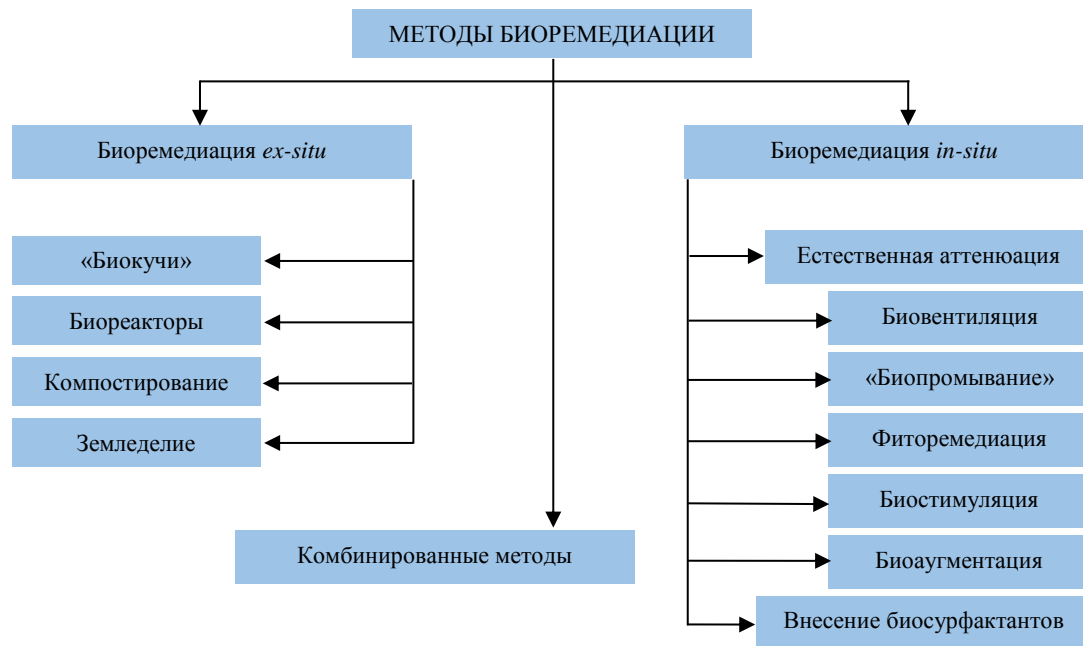 МЕТОДЫ БИОРЕМЕДИАЦИИ
Биоремедиация ex-situ
«Биокучи»
Биореакторы
Компостирование
Земледелие
Комбинированные методы
Биоремедиация in-situ
Естественная аттенюация
Биовентиляция
«Биопромывание»
Фиторемедиация
Биостимуляция
Биоаугментация
Внесение биосурфактантов